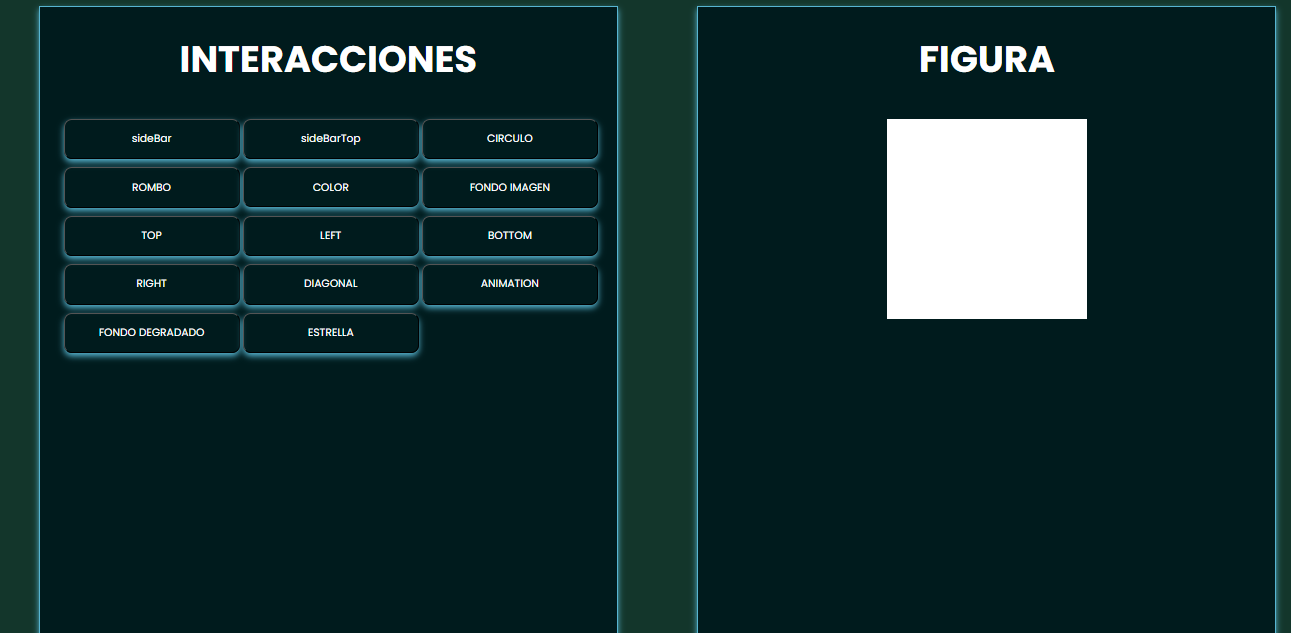 INTERACCIONES
sideBar
sideBarTop
CIRCULO
ROMBO
COLOR
FONDO IMAGEN
TOP
LEFT
BOTTOM
RIGHT
DIAGONAL
ANIMATION
FONDO DEGRADADO
ESTRELLA
FIGURA